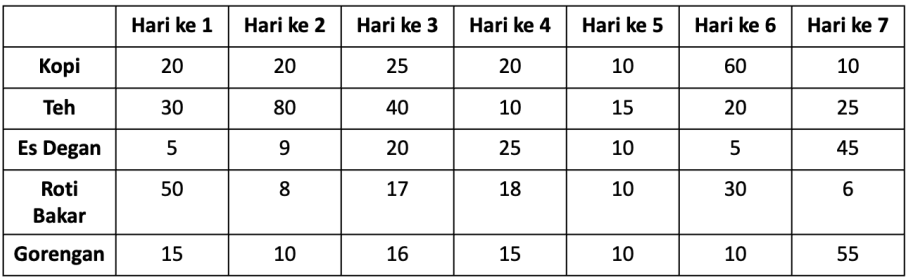 Hari ke 1 Hari ke 2 Hari ke 3 Hari ke 4 Hari ke 5 Hari ke 6 Hari ke 7
Kopi 20 20 25 20 10 60 10
Teh 30 80 40 10 15 20 25
Es Degan 5 9 20 25 10 5 45
Roti 50 8 17 18 10 30 6
Bakar
Gorengan 15 10 16 15 10 10 55